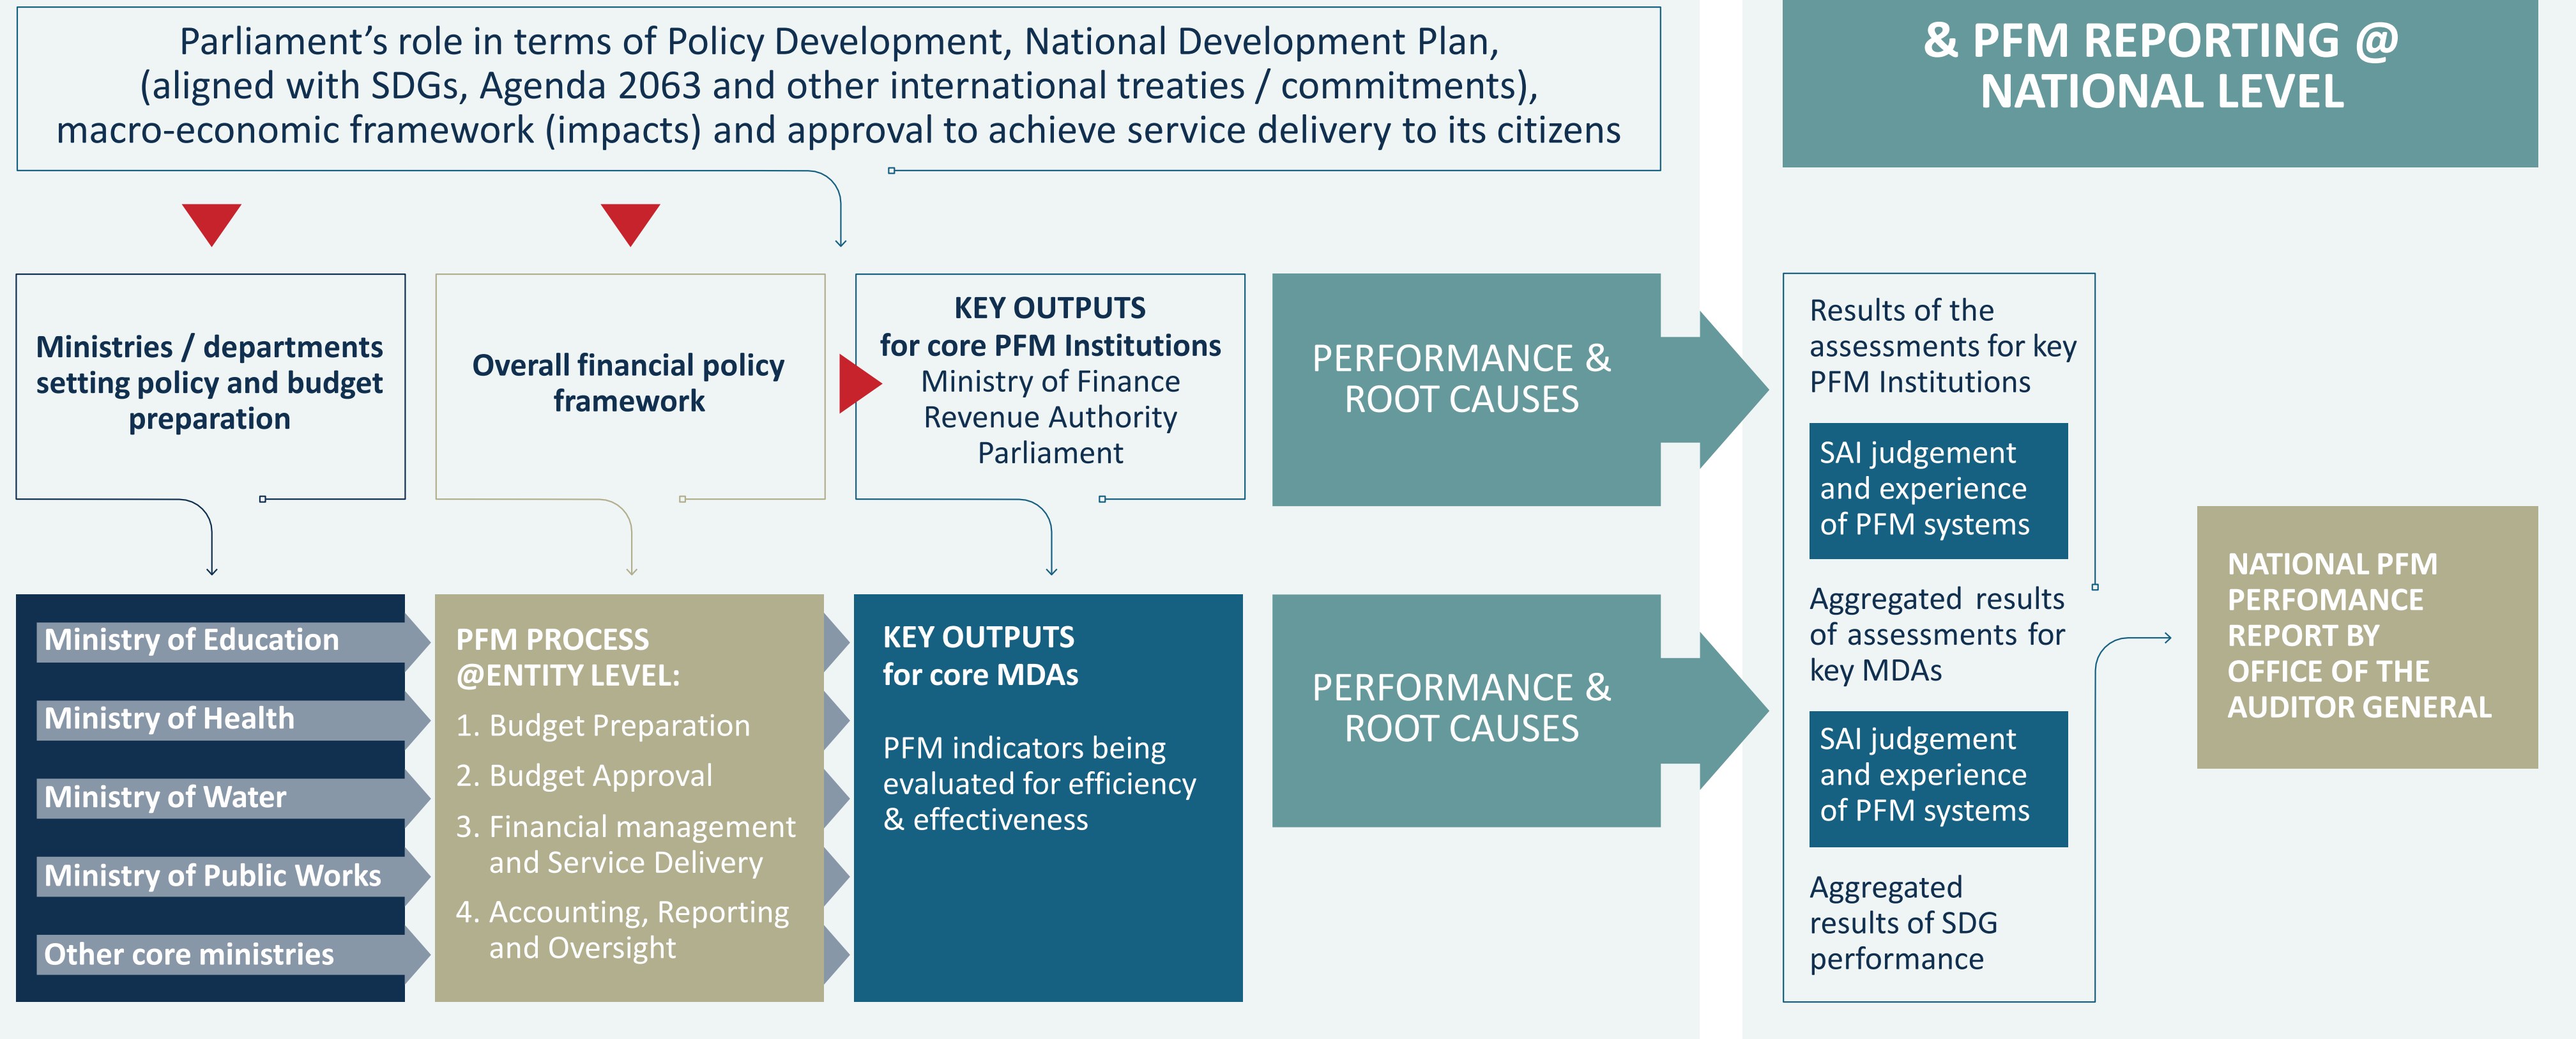 Parliament’s role in terms of Policy Development, National Development Plan,
(aligned with SDGs, Agenda 2063 and other international treaties / commitments),
macro-economic framework (impacts) and approval to achieve service delivery to its citizens
& PFM REPORTING @
NATIONAL LEVEL
Ministries / departments
setting policy and budget
preparation
Overall financial policy
framework
KEY OUTPUTS
for core PFM Institutions
Ministry of Finance
Revenue Authority
Parliament
PERFORMANCE &
ROOT CAUSES
Ministry of Education
Ministry of Health
Ministry of Water
Ministry of Public Works
Other core ministries
PFM PROCESS
@ENTITY LEVEL:
1. Budget Preparation
2. Budget Approval
3. Financial management
and Service Delivery
4. Accounting, Reporting
and Oversight
KEY OUTPUTS
for core MDAs
PFM indicators being
evaluated for efficiency
& effectiveness
PERFORMANCE &
ROOT CAUSES
Results of the
assessments for key
PFM Institutions
SAI judgement
and experience
of PFM systems
Aggregated results
of assessments for
key MDAs
SAI judgement
and experience
of PFM systems
Aggregated
results of SDG
performance
NATIONAL PFM
PERFOMANCE
REPORT BY
OFFICE OF THE
AUDITOR GENERAL